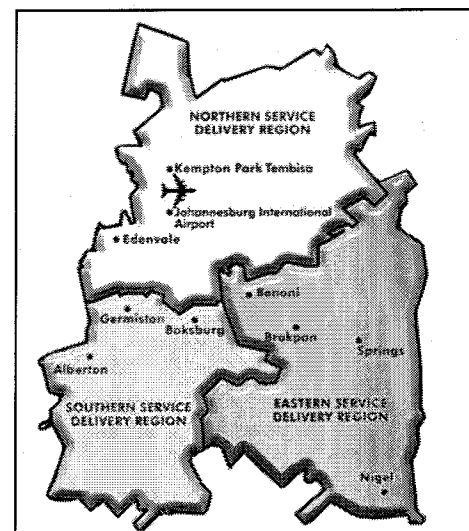 NORTHERN SERVICE
DELIVERY REGION
Kempton Park Tembisa
Johannesburg International
Airport
Edenvale
Benoni
Germiston
Boksburg
Brakpan
Springs
Alberton
SOUTHERN SERVICE
DELIVERY REGION
EASTERN SERVICE
DELIVERY REGION
Nigel